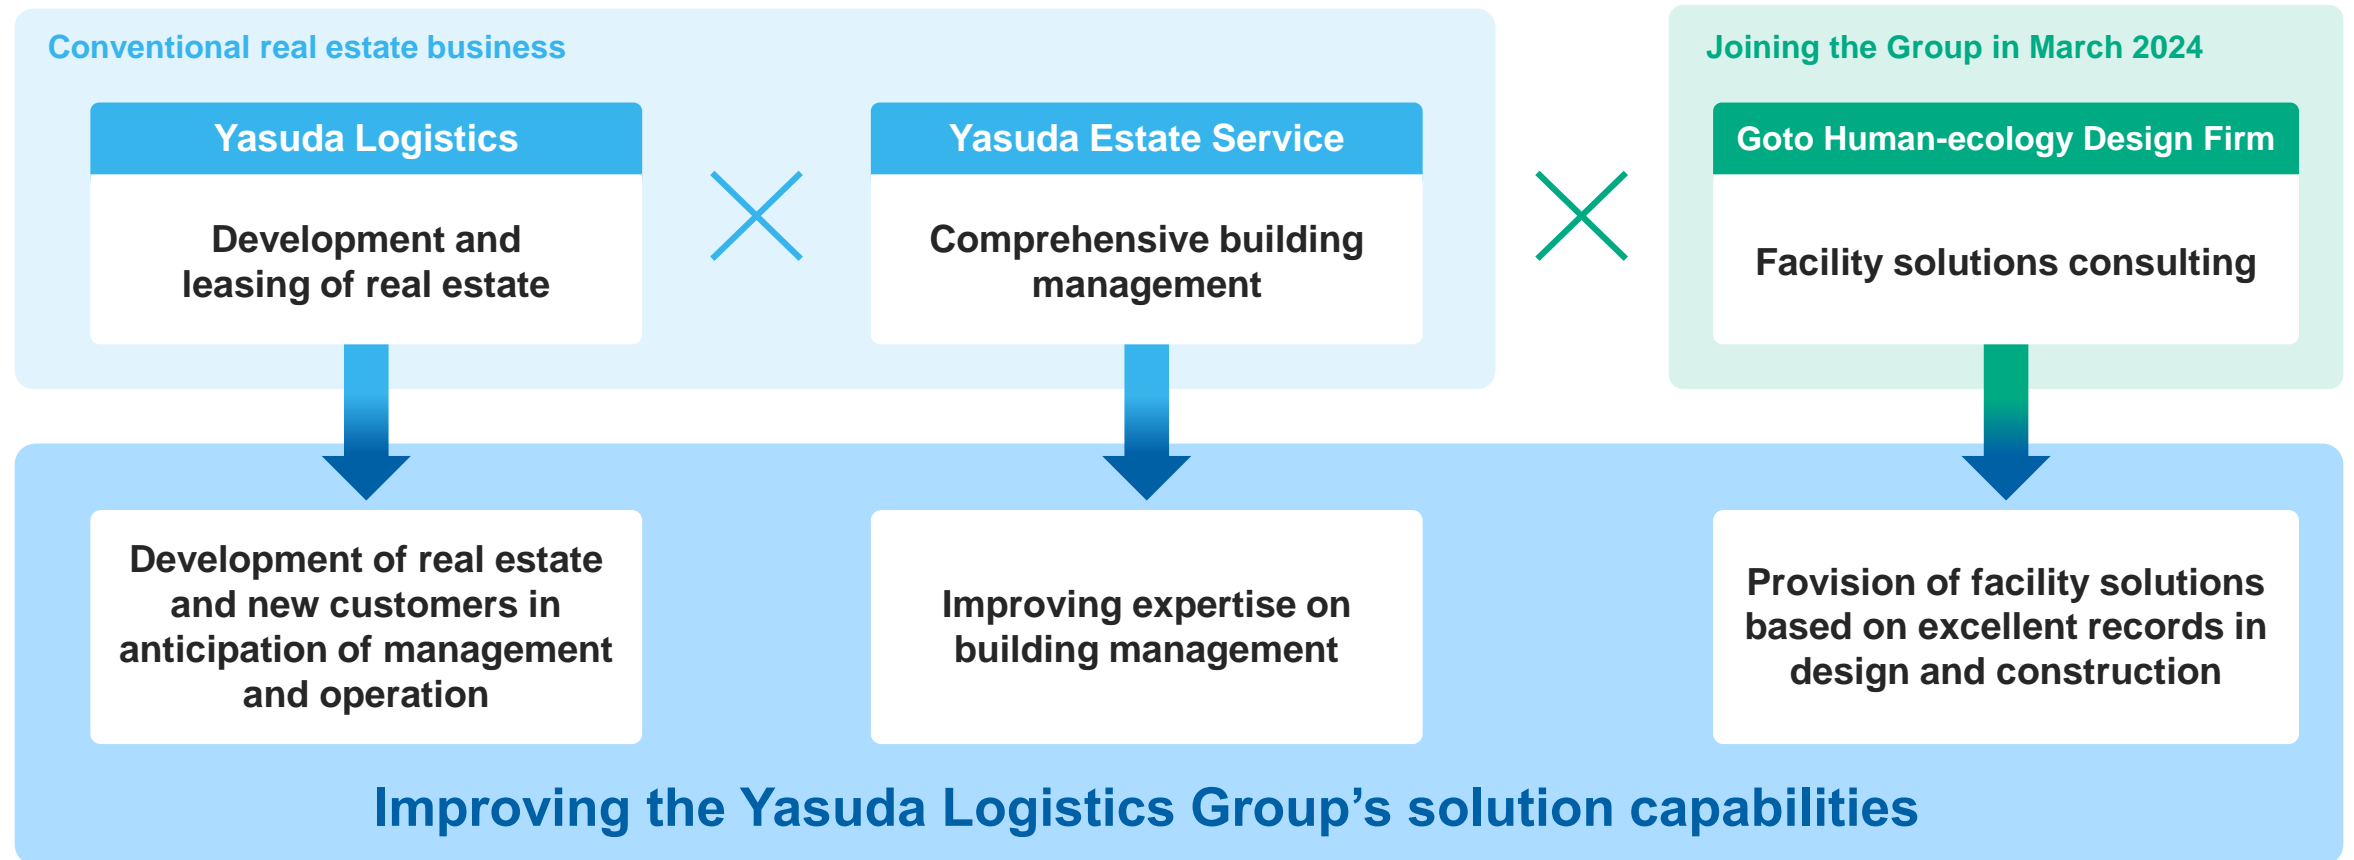 Conventional real estate business
Joining the Group in March 2024
Yasuda Logistics
Yasuda Estate Service
Goto Human-ecology Design Firm
Development and
leasing of real estate
Comprehensive building
management
Facility solutions consulting
Development of real estate
and new customers in
anticipation of management
and operation
Improving expertise on
building management
Provision of facility solutions
based on excellent records in
design and construction
Improving the Yasuda Logistics Group’s solution capabilities